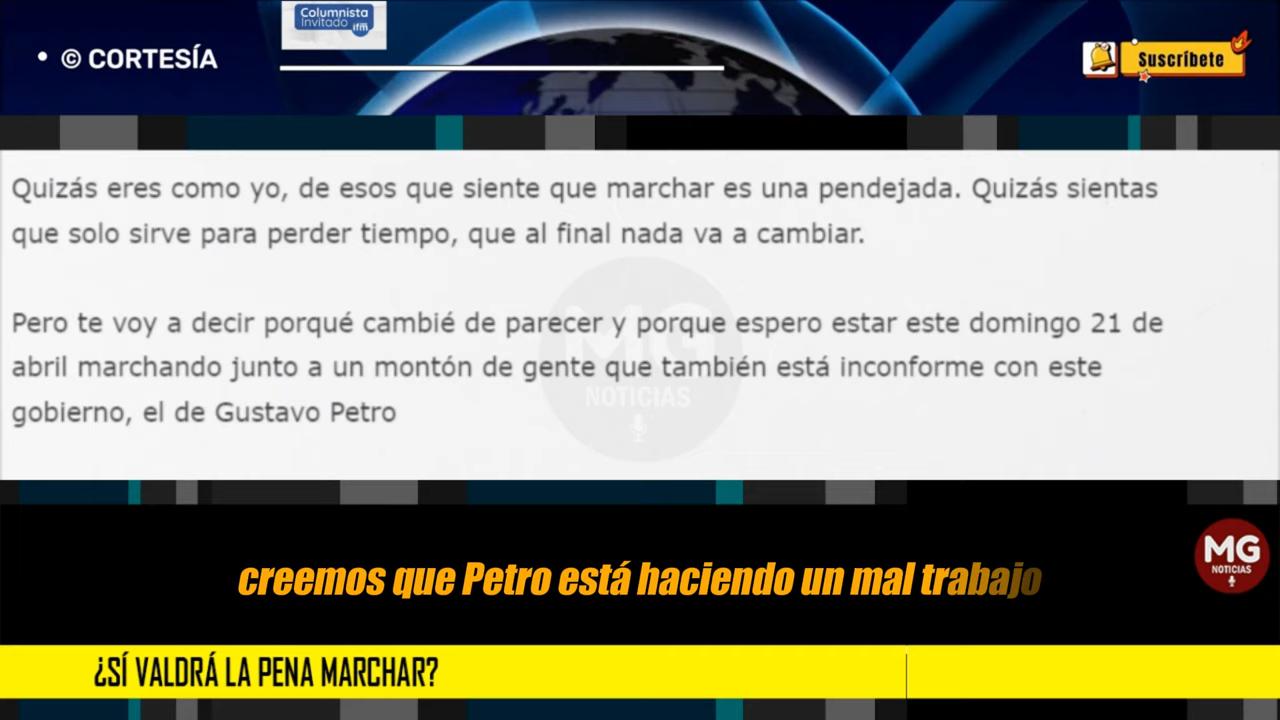 Columnista
Invitado ifm
• © CORTESÍA
Suscríbete
Quizás eres como yo, de esos que siente que marchar es una pendejada. Quizás sientas
que solo sirve para perder tiempo, que al final nada va a cambiar.
Pero te voy a decir porqué cambié de parecer y porque espero estar este domingo 21 de
abril marchando junto a un montón de gente que también está inconforme con este
gobierno, el de Gustavo Petro
MG
NOTICIAS
creemos que Petro está haciendo un mal trabajo
MG
NOTICIAS
¿SÍ VALDRÁ LA PENA MARCHAR?